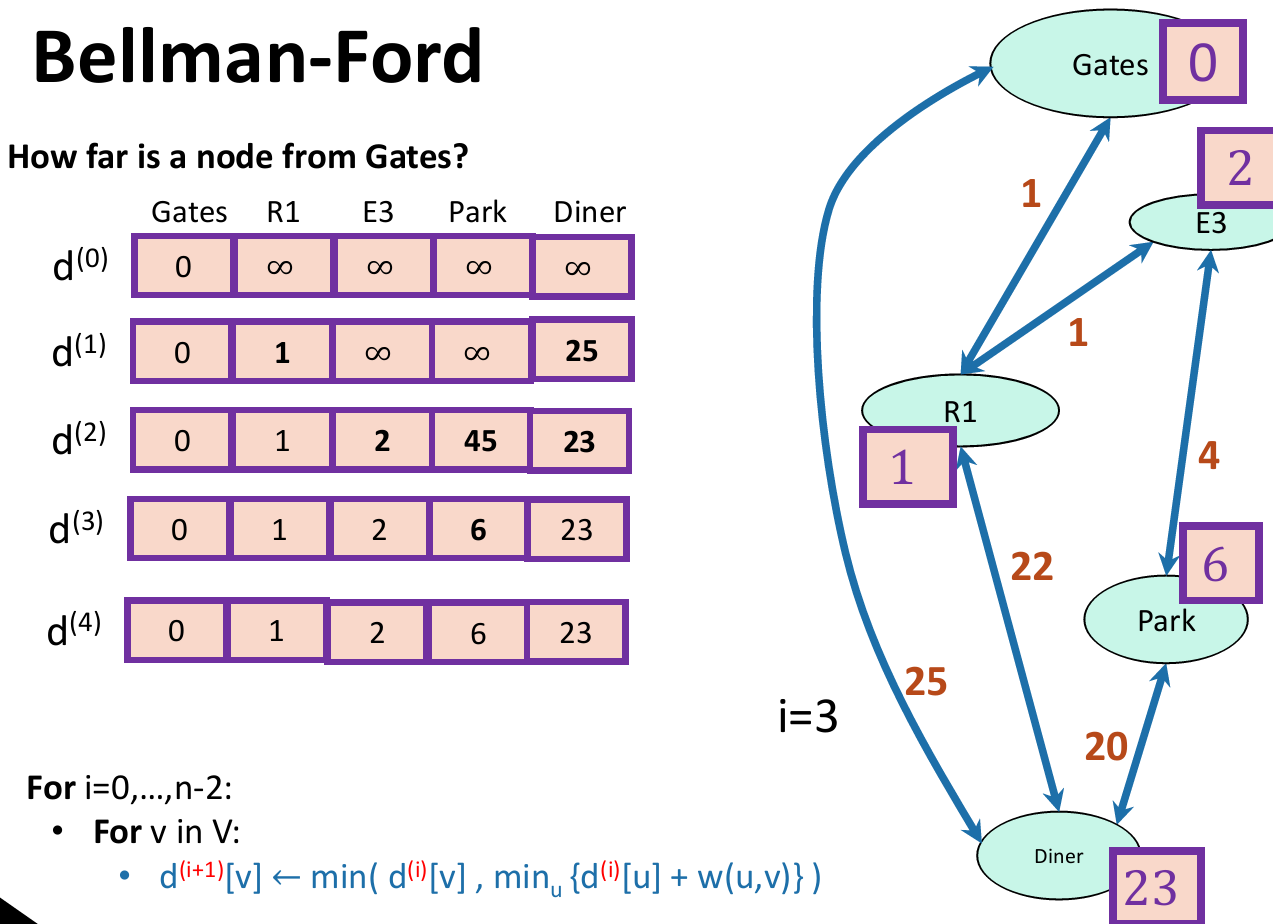 Bellman-Ford
How far is a node from Gates?
Gates R1 E3 Park Diner
d(0) 0 ∞ ∞ ∞ ∞
d(1) 0 1 ∞ ∞ 25
d(2) 0 1 2 45 23
d(3) 0 1 2 6 23
d(4) 0 1 2 6 23
For i=0,…,n-2:
• For v in V:
• d(i+1)[v] ← min( d(i)[v] , minu {d(i)[u] + w(u,v)} )
Gates 0
2
1
E3
1
R1
1
4
22
6
Park
25
i=3
20
Diner
23